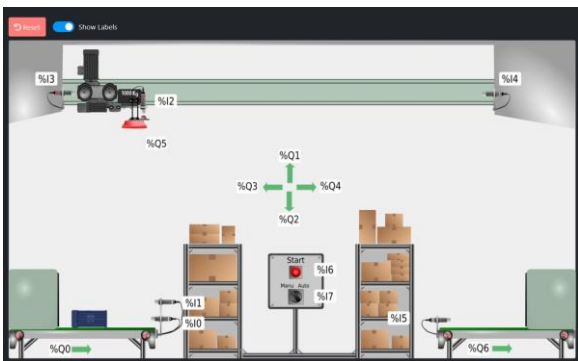 Reset Show Labels
%I3
%I4
%I2
%Q5
%Q1
%Q3 %Q4
%Q2
Start
%I6
Manu Auto
%I7
%I1
%I0
%I5
%Q0
%Q6